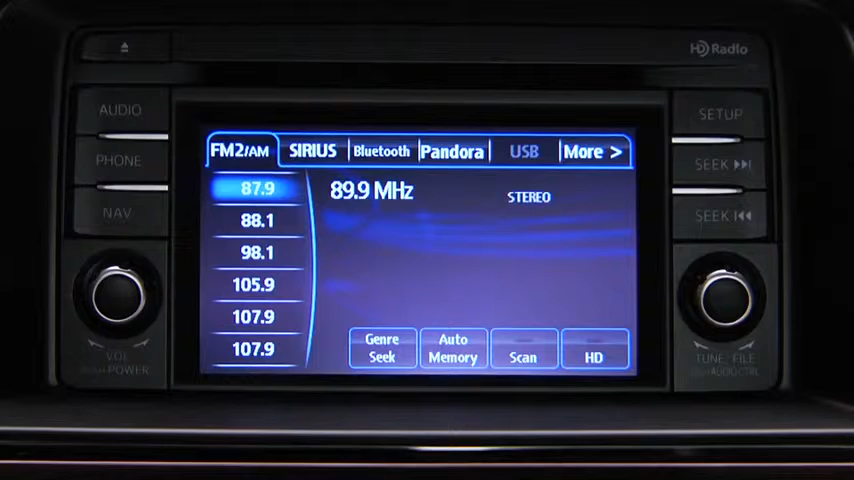 HD Radio
AUDIO
PHONE
NAV
VOL
PUSH POWER
FM2/AM SIRIUS Bluetooth Pandora USB More >
87.9
88.1
98.1
105.9
107.9
107.9
89.9 MHz
STEREO
Genre Seek
Auto Memory
Scan
HD
SETUP
SEEK
SEEK
TUNE FILE